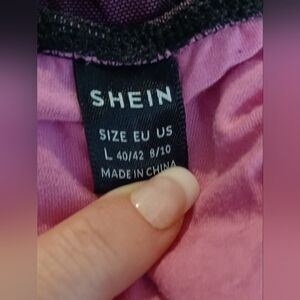 SHEIN
SIZE EU US
L 40/42 8/10
MADE IN CHINA